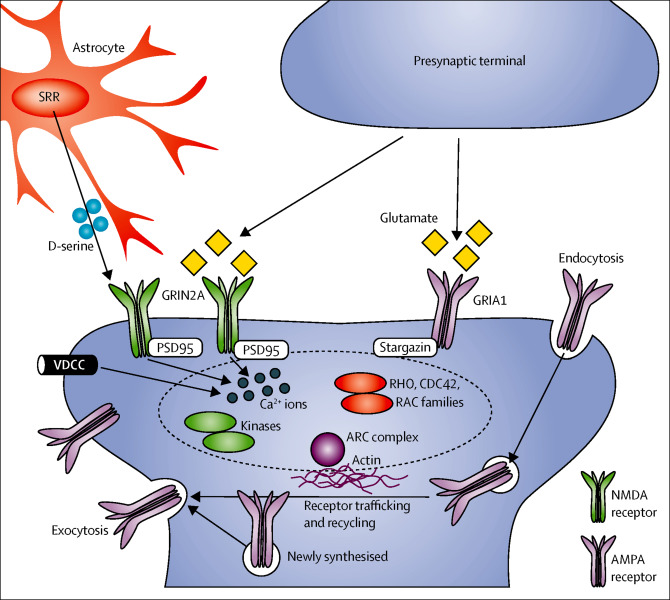 Astrocyte
Presynaptic terminal
SRR
Glutamate
D-serine
Endocytosis
GRIN2A
GRIA1
PSD95
PSD95
Stargazin
VDCC
RHO, CDC42,
RAC families
Ca²⁺ ions
Kinases
ARC complex
Actin
Receptor trafficking
and recycling
Exocytosis
Newly synthesised
NMDA
receptor
AMPA
receptor